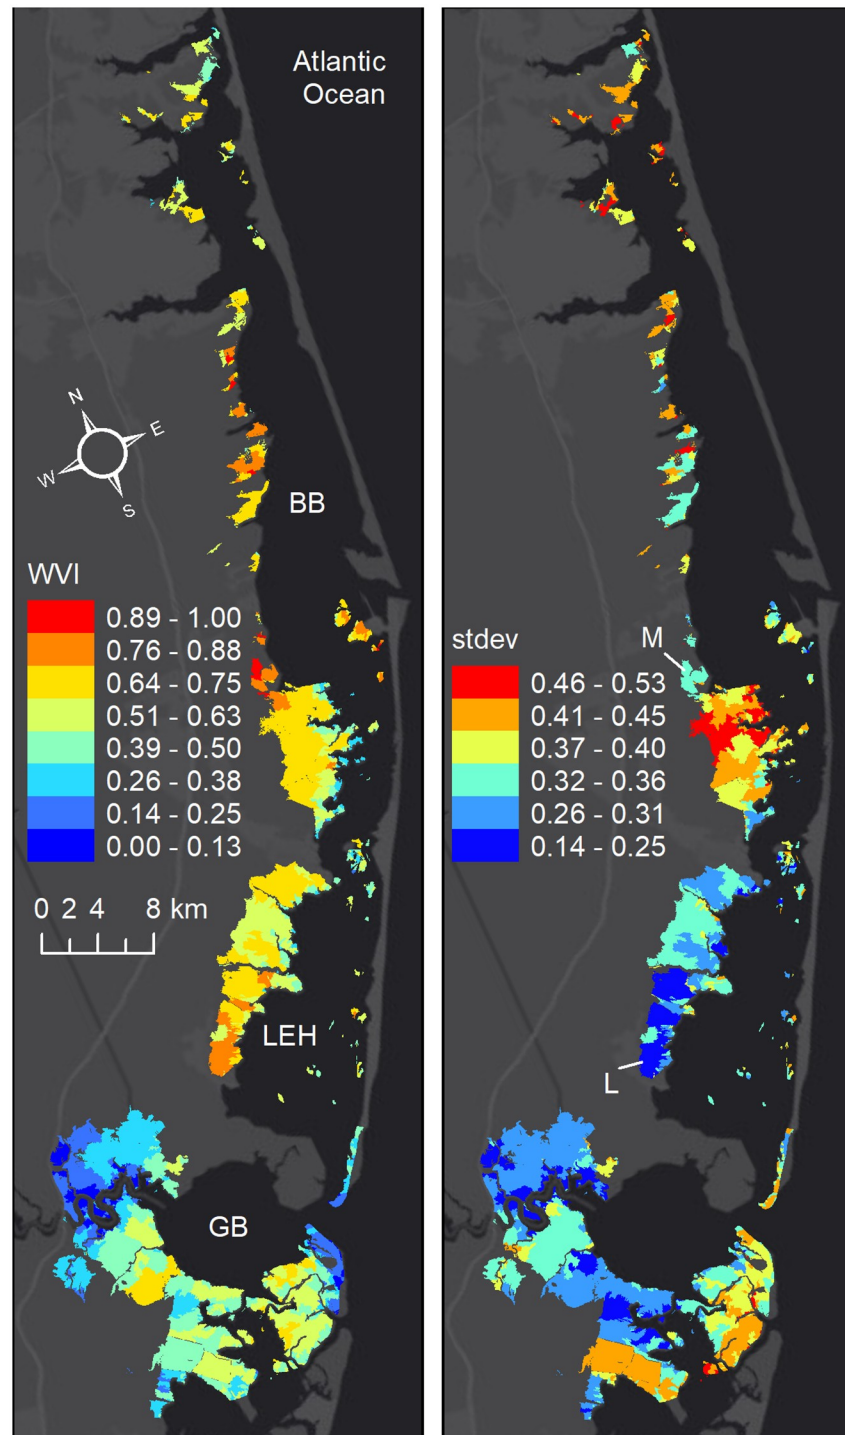 Atlantic
Ocean
N
E
W
S
BB
WVI
0.89 - 1.00
0.76 - 0.88
0.64 - 0.75
0.51 - 0.63
0.39 - 0.50
0.26 - 0.38
0.14 - 0.25
0.00 - 0.13
0 2 4 8 km
LEH
GB
M
stdev
0.46 - 0.53
0.41 - 0.45
0.37 - 0.40
0.32 - 0.36
0.26 - 0.31
0.14 - 0.25
L